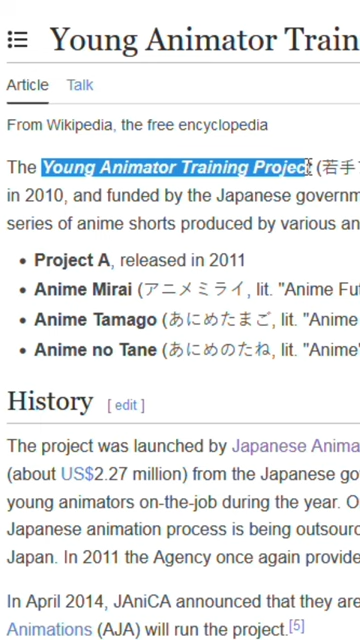 Young Animator Train
Article Talk
From Wikipedia, the free encyclopedia
The Young Animator Training Project (若手
in 2010, and funded by the Japanese governm
series of anime shorts produced by various an
• Project A, released in 2011
• Anime Mirai (アニメミライ, lit. "Anime Fut
• Anime Tamago (あにめたまご, lit. "Anime
• Anime no Tane (あにめのたね, lit. "Anime
History [ edit ]
The project was launched by Japanese Anima
(about US$2.27 million) from the Japanese go
young animators on-the-job during the year. O
Japanese animation process is being outsourc
Japan. In 2011 the Agency once again provide
In April 2014, JAniCA announced that they are
Animations (AJA) will run the project.[5]